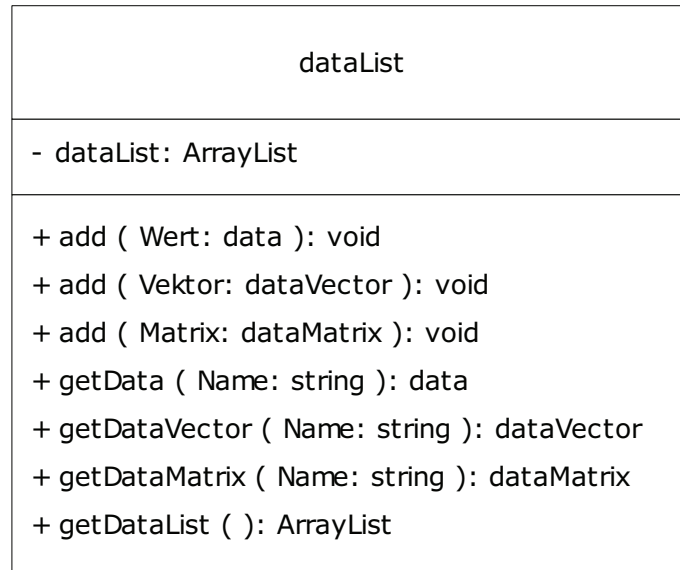 dataList
- dataList: ArrayList
+ add ( Wert: data ): void
+ add ( Vektor: dataVector ): void
+ add ( Matrix: dataMatrix ): void
+ getData ( Name: string ): data
+ getDataVector ( Name: string ): dataVector
+ getDataMatrix ( Name: string ): dataMatrix
+ getDataList ( ): ArrayList